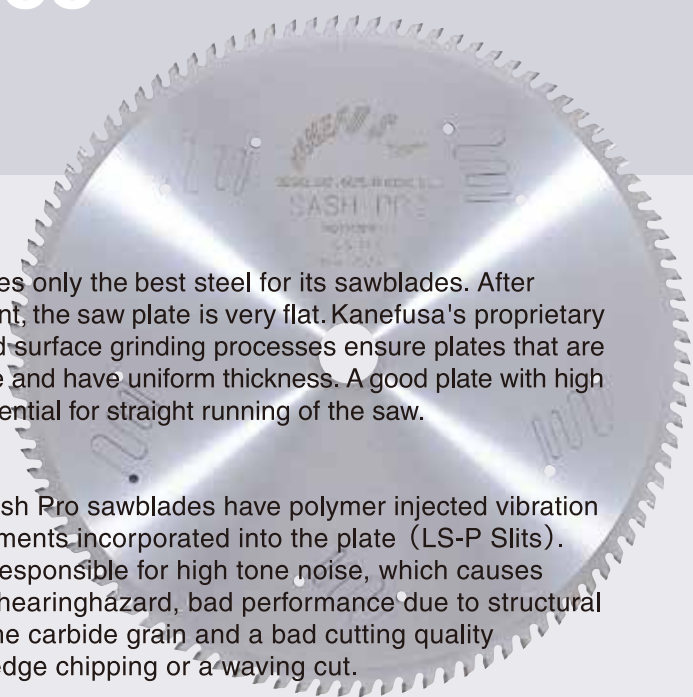 KANEFUSA
SASH PRO
es only the best steel for its sawblades. After
nt, the saw plate is very flat. Kanefusa's proprietary
d surface grinding processes ensure plates that are
e and have uniform thickness. A good plate with high
ential for straight running of the saw.
sh Pro sawblades have polymer injected vibration
ments incorporated into the plate（LS-P Slits）.
esponsible for high tone noise, which causes
hearinghazard, bad performance due to structural
ne carbide grain and a bad cutting quality
edge chipping or a waving cut.